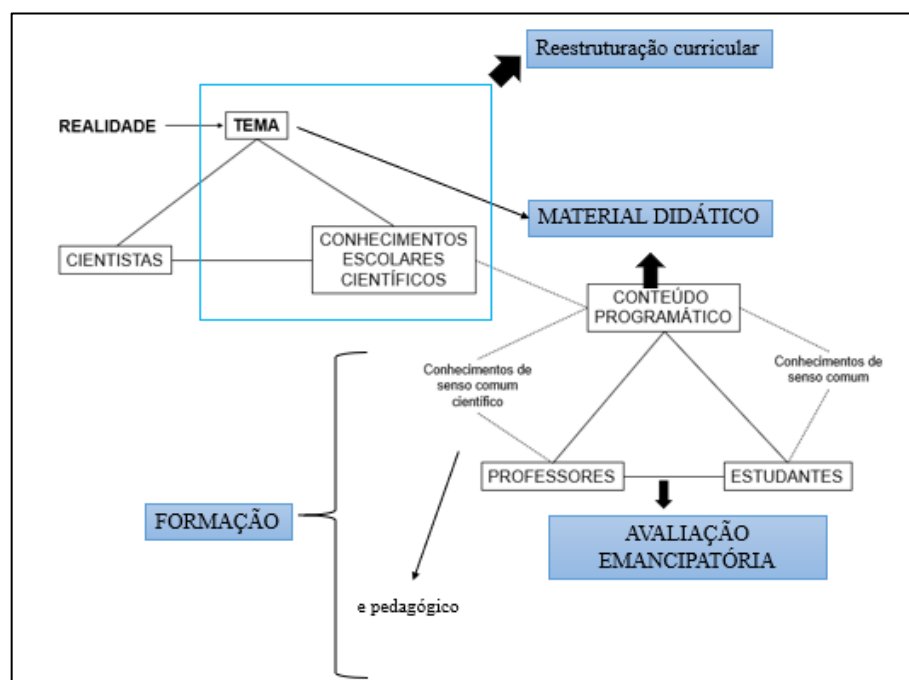 Reestruturação curricular
REALIDADE
TEMA
MATERIAL DIDÁTICO
CIENTISTAS
CONHECIMENTOS
ESCOLARES
CIENTÍFICOS
CONTEÚDO
PROGRAMÁTICO
Conhecimentos de
senso comum
científico
Conhecimentos de
senso comum
PROFESSORES
ESTUDANTES
FORMAÇÃO
AVALIAÇÃO
EMANCIPATÓRIA
e pedagógico